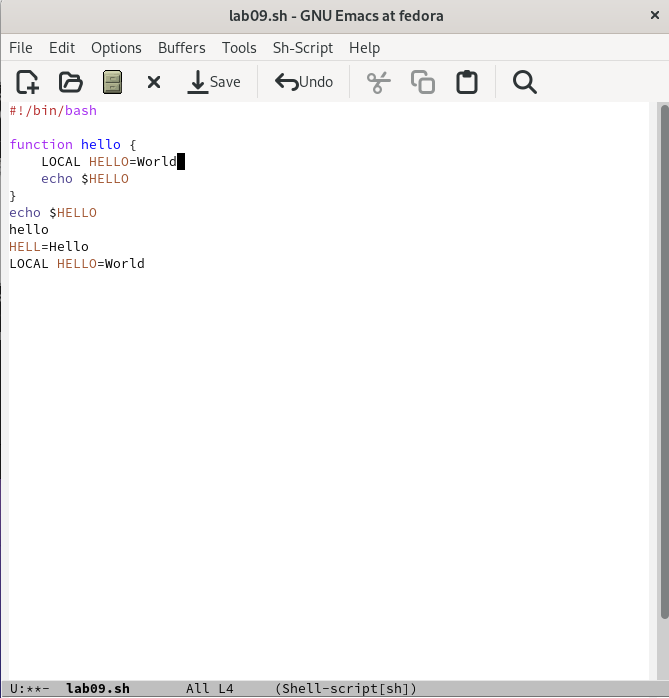 lab09.sh - GNU Emacs at fedora
File Edit Options Buffers Tools Sh-Script Help
Save Undo
#!/bin/bash
function hello {
    LOCAL HELLO=World
    echo $HELLO
}
echo $HELLO
hello
HELL=Hello
LOCAL HELLO=World
U:**-  lab09.sh       All L4     (Shell-script[sh])